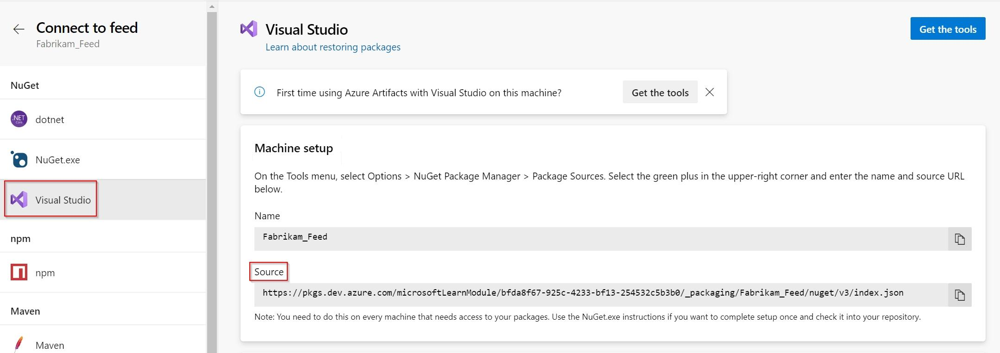 Connect to feed
Fabrikam_Feed
NuGet
.NET
Core
dotnet
NuGet.exe
Visual Studio
npm
npm
Maven
Maven
Visual Studio
Learn about restoring packages
Get the tools
First time using Azure Artifacts with Visual Studio on this machine?
Get the tools
Machine setup
On the Tools menu, select Options > NuGet Package Manager > Package Sources. Select the green plus in the upper-right corner and enter the name and source URL
below.
Name
Fabrikam_Feed
Source
https://pkgs.dev.azure.com/microsoftLearnModule/bfda8f67-925c-4233-bf13-254532c5b3b0/_packaging/Fabrikam_Feed/nuget/v3/index.json
Note: You need to do this on every machine that needs access to your packages. Use the NuGet.exe instructions if you want to complete setup once and check it into your repository.